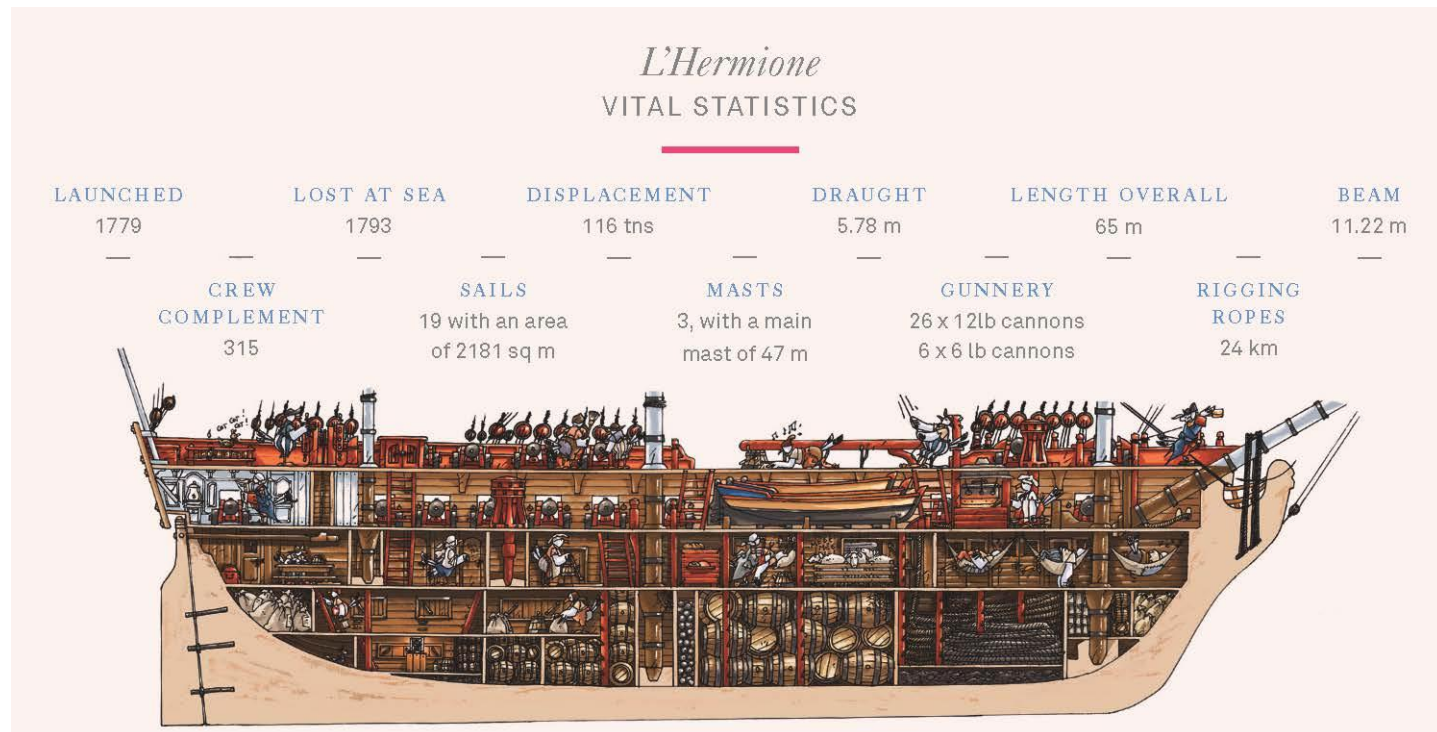 L'Hermione
VITAL STATISTICS
LAUNCHED
1779
LOST AT SEA
1793
DISPLACEMENT
116 tns
DRAUGHT
5.78 m
LENGTH OVERALL
65 m
BEAM
11.22 m
CREW
COMPLEMENT
315
SAILS
19 with an area
of 2181 sq m
MASTS
3, with a main
mast of 47 m
GUNNERY
26 x 12lb cannons
6 x 6 lb cannons
RIGGING
ROPES
24 km